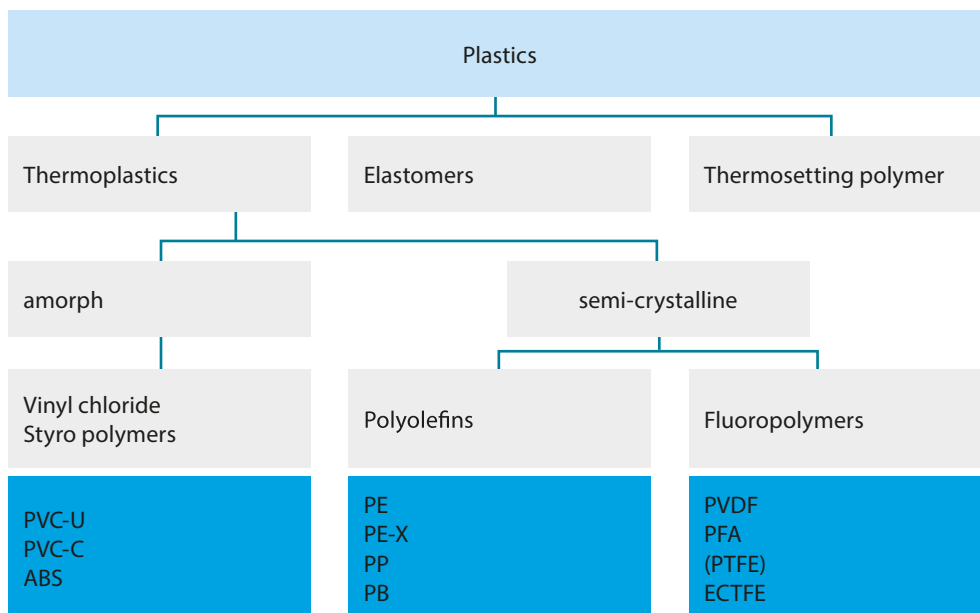 Plastics
Thermoplastics
Elastomers
Thermosetting polymer
amorph
semi-crystalline
Vinyl chloride
Styro polymers
Polyolefins
Fluoropolymers
PVC-U
PVC-C
ABS
PE
PE-X
PP
PB
PVDF
PFA
(PTFE)
ECTFE